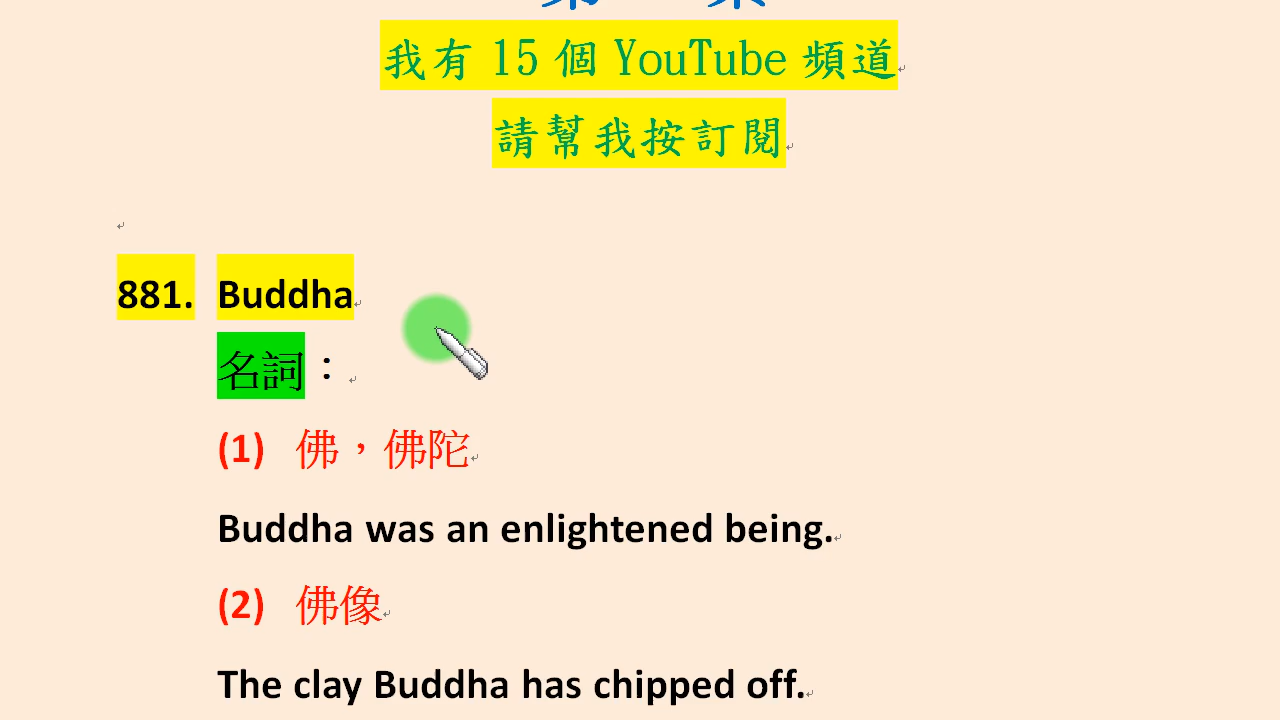 我有 15 個 YouTube 頻道
請幫我按訂閱
881. Buddha
名詞：
(1) 佛，佛陀
Buddha was an enlightened being.
(2) 佛像
The clay Buddha has chipped off.